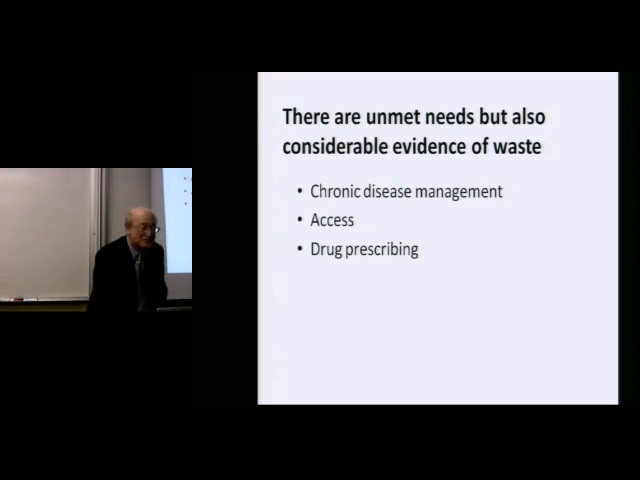 There are unmet needs but also
considerable evidence of waste
• Chronic disease management
• Access
• Drug prescribing